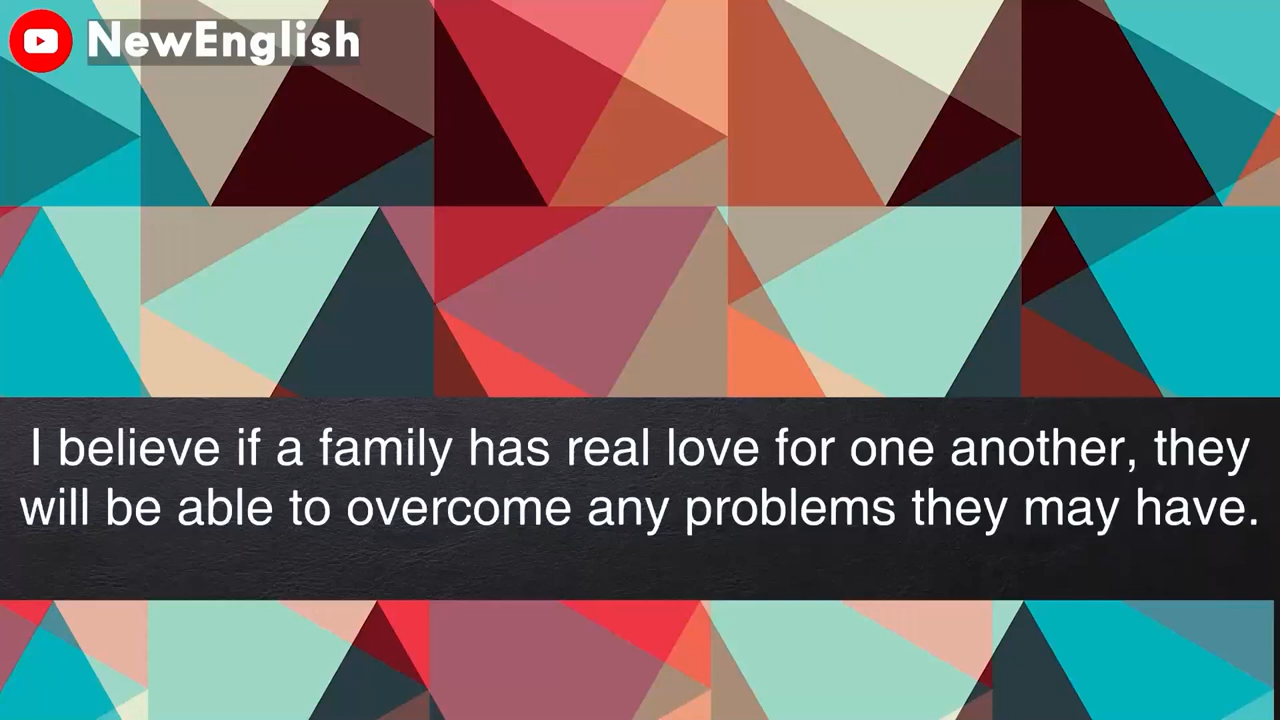 NewEnglish
I believe if a family has real love for one another, they
will be able to overcome any problems they may have.